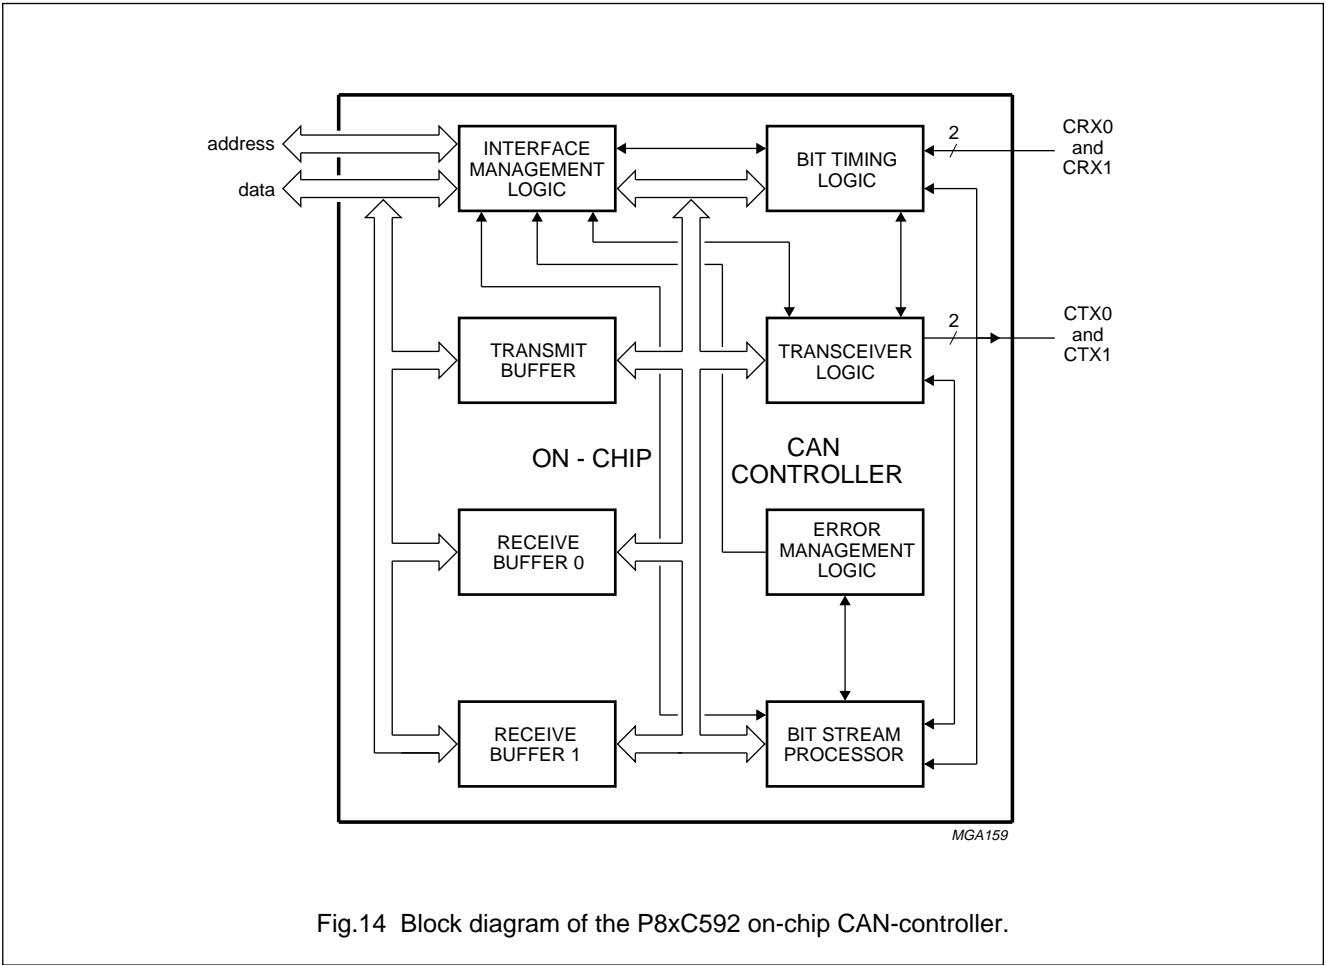 address
data
INTERFACE
MANAGEMENT
LOGIC
BIT TIMING
LOGIC
2
CRX0
and
CRX1
TRANSMIT
BUFFER
TRANSCEIVER
LOGIC
2
CTX0
and
CTX1
ON - CHIP
CAN
CONTROLLER
RECEIVE
BUFFER 0
ERROR
MANAGEMENT
LOGIC
RECEIVE
BUFFER 1
BIT STREAM
PROCESSOR
MGA159
Fig.14 Block diagram of the P8xC592 on-chip CAN-controller.